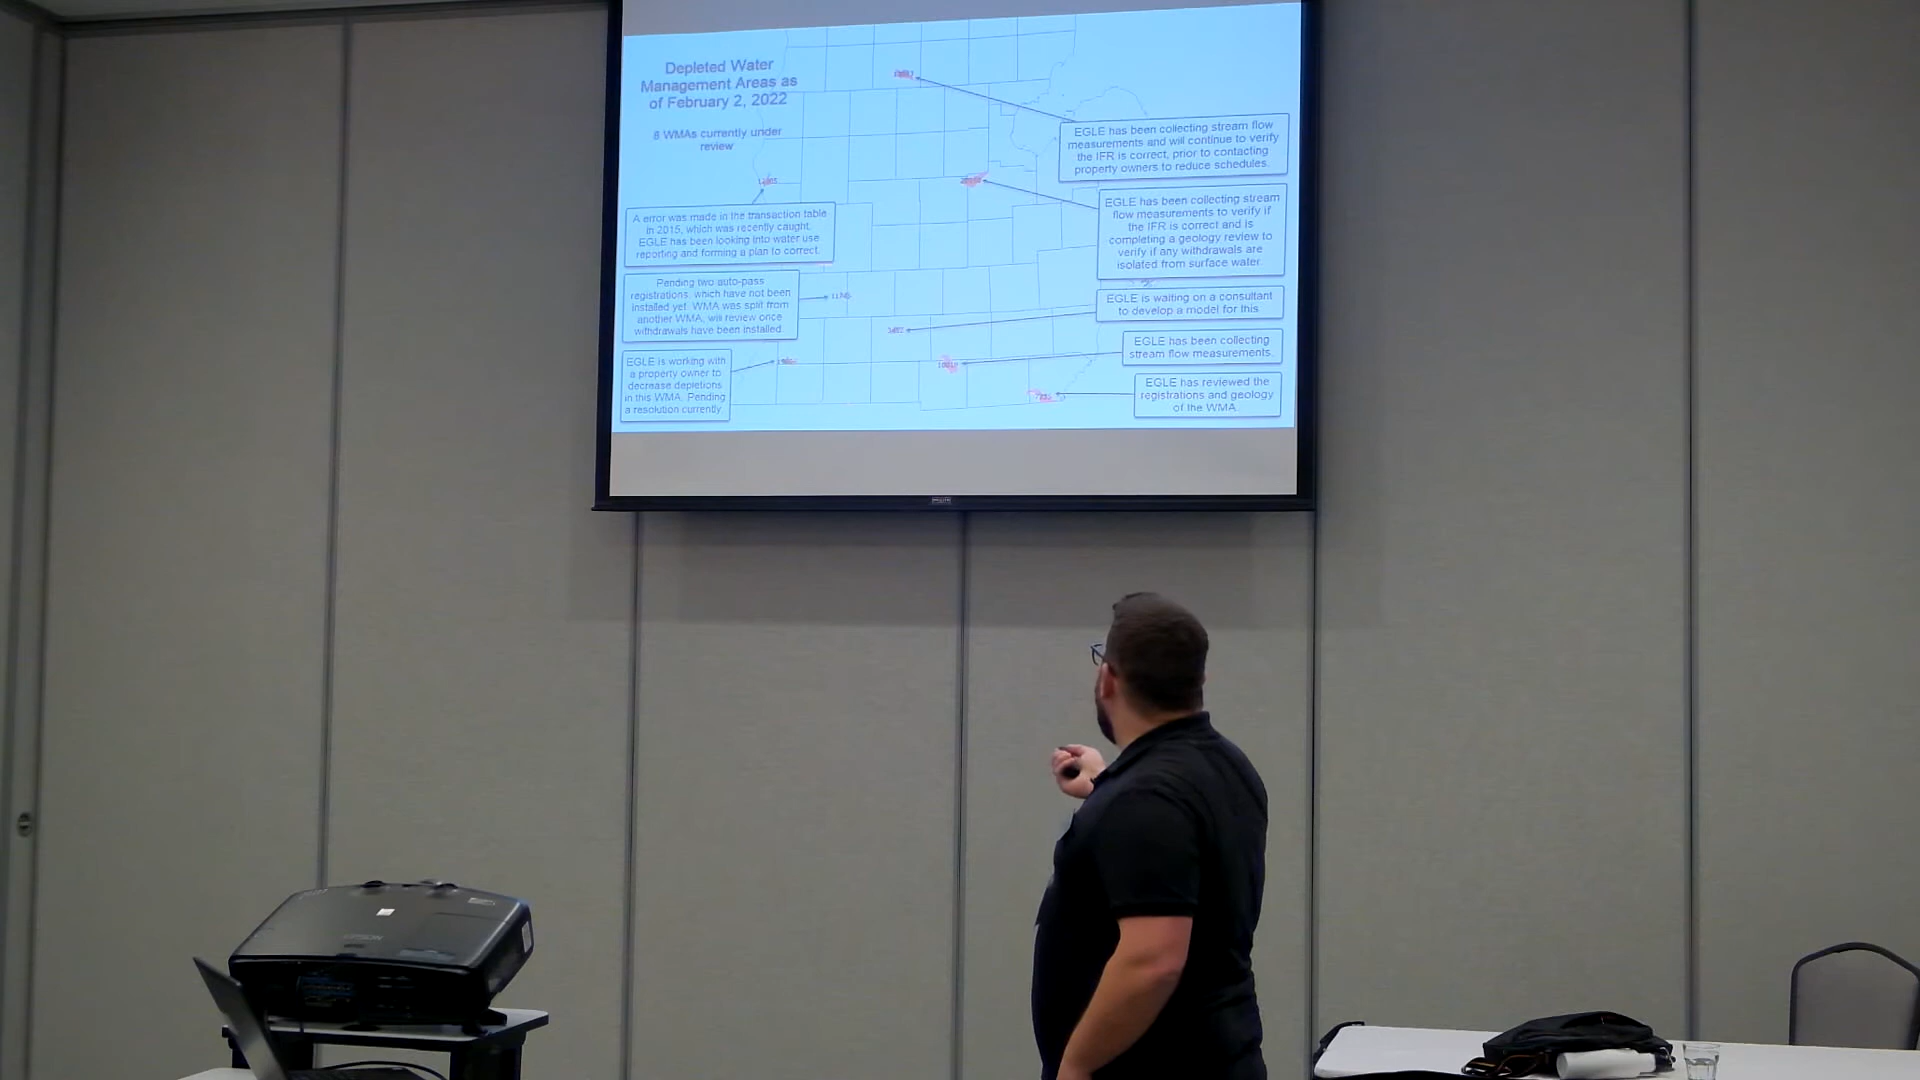 Depleted Water
Management Areas as
of February 2, 2022
8 WMAs currently under
review
EGLE has been collecting stream flow
measurements and will continue to verify
the IFR is correct, prior to contacting
property owners to reduce schedules.
EGLE has been collecting stream
flow measurements to verify if
the IFR is correct and is
completing a geology review to
verify if any withdrawals are
isolated from surface water.
A error was made in the transaction table
in 2015, which was recently caught.
EGLE has been looking into water use
reporting and forming a plan to correct.
Pending two auto-pass
registrations, which have not been
installed yet. WMA was split from
another WMA, will review once
withdrawals have been installed.
EGLE is waiting on a consultant
to develop a model for this
EGLE has been collecting
stream flow measurements.
EGLE is working with
a property owner to
decrease depletions
in this WMA. Pending
a resolution currently.
EGLE has reviewed the
registrations and geology
of the WMA.
EPSON